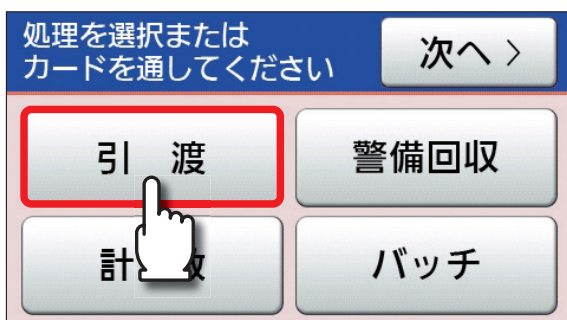 処理を選択または
カードを通してください
次へ 〉
引　渡
警備回収
計　数
バッチ